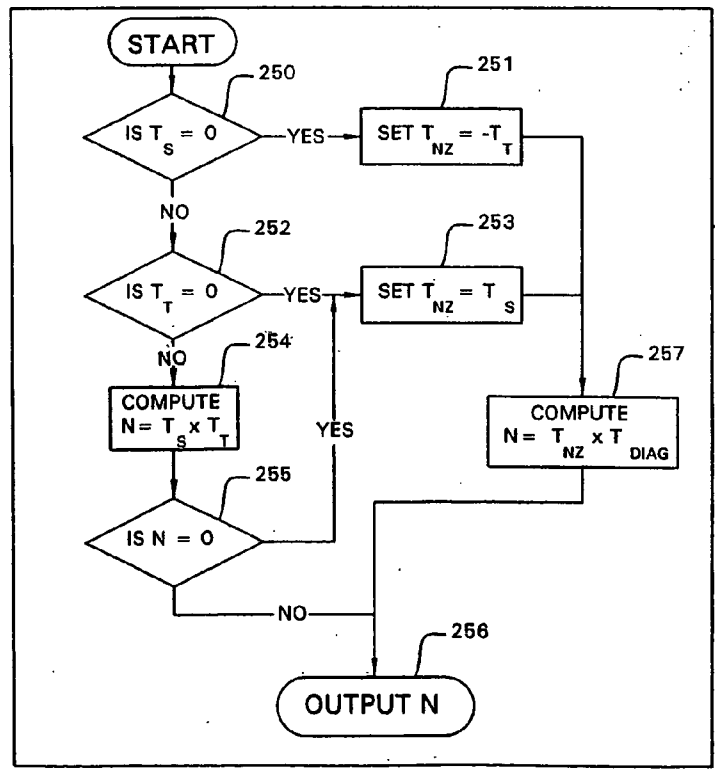 START
250
IS T_S = 0
YES
251
SET T_NZ = -T_T
NO
252
IS T_T = 0
YES
253
SET T_NZ = T_S
NO
254
COMPUTE
N = T_S x T_T
257
COMPUTE
N = T_NZ x T_DIAG
YES
255
IS N = 0
NO
256
OUTPUT N